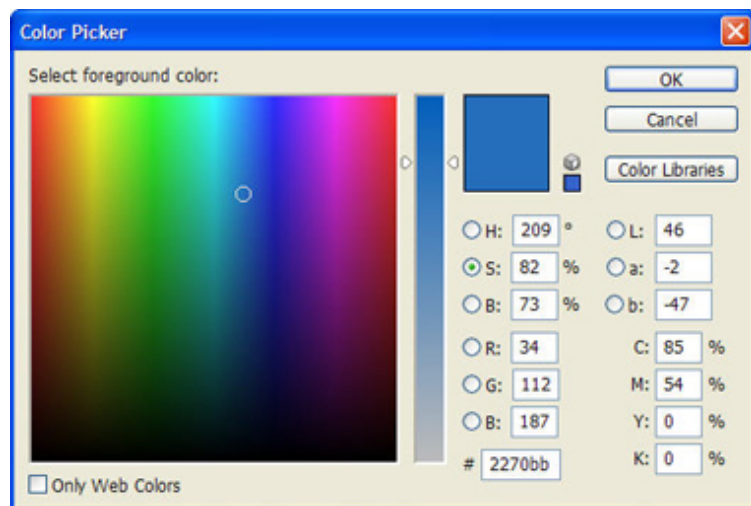 Color Picker
Select foreground color:
OK
Cancel
Color Libraries
H: 209 °
S: 82 %
B: 73 %
R: 34
G: 112
B: 187
# 2270bb
L: 46
a: -2
b: -47
C: 85 %
M: 54 %
Y: 0 %
K: 0 %
Only Web Colors